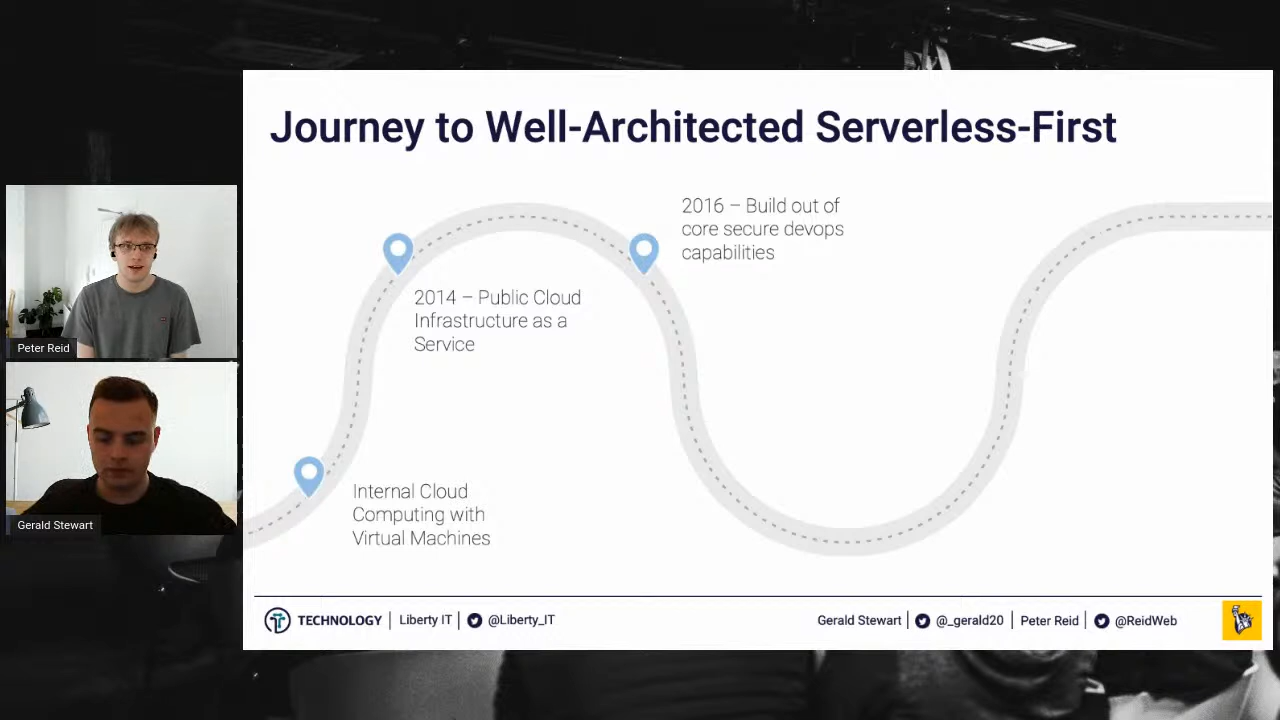 Journey to Well-Architected Serverless-First
2016 – Build out of
core secure devops
capabilities
2014 – Public Cloud
Infrastructure as a
Service
Peter Reid
Internal Cloud
Computing with
Virtual Machines
Gerald Stewart
TECHNOLOGY
Liberty IT
@Liberty_IT
Gerald Stewart
@_gerald20
Peter Reid
@ReidWeb